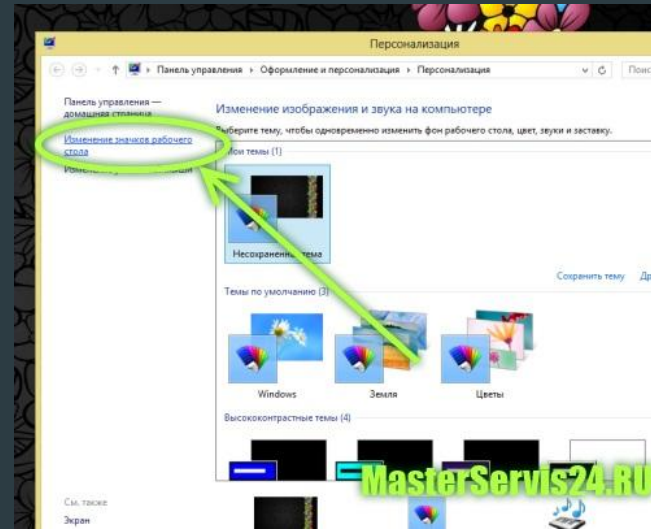 Персонализация
Панель управления › Оформление и персонализация › Персонализация
Панель управления —
домашняя страница
Изменение значков рабочего
стола
Изменение изображения и звука на компьютере
Выберите тему, чтобы одновременно изменить фон рабочего стола, цвет, звуки и заставку.
Мои темы (1)
Несохраненная тема
Сохранить тему
Темы по умолчанию (3)
Windows
Земля
Цветы
Высококонтрастные темы (4)
MasterServis24.RU
См. также
Экран